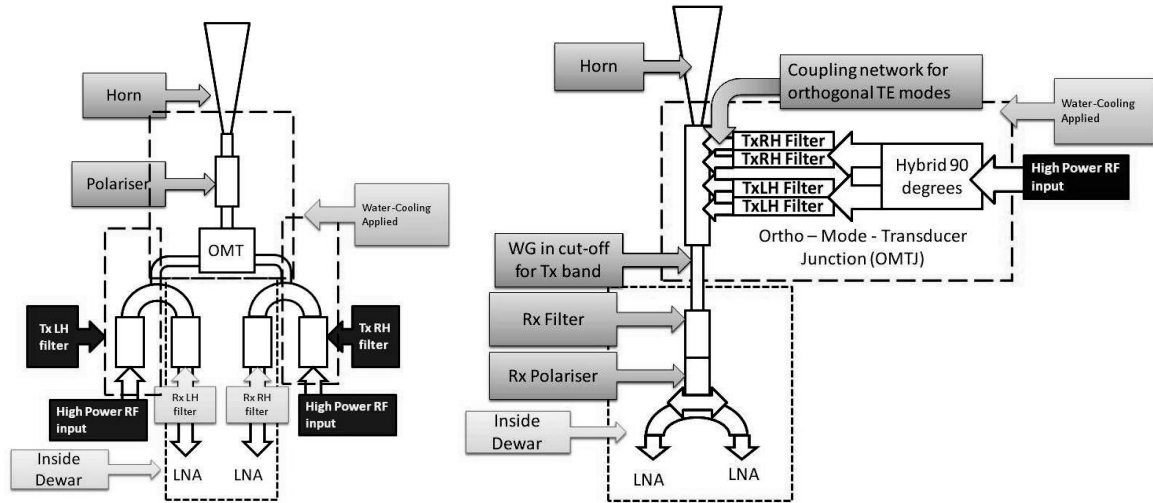 Horn
Polariser
OMT
Water-Cooling
Applied
Tx LH
filter
Tx RH
filter
High Power RF
input
Rx LH
filter
Rx RH
filter
High Power RF
input
Inside
Dewar
LNA
LNA
Horn
Coupling network for
orthogonal TE modes
Water-Cooling
Applied
TxRH Filter
TxRH Filter
TxLH Filter
TxLH Filter
Hybrid 90
degrees
High Power RF
input
Ortho – Mode - Transducer
Junction (OMTJ)
WG in cut-off
for Tx band
Rx Filter
Rx Polariser
Inside
Dewar
LNA
LNA